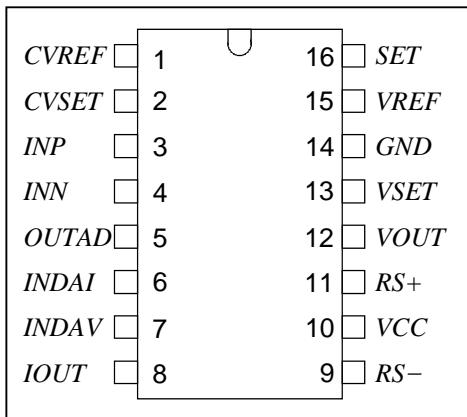 CVREF 1 16 SET
CVSET 2 15 VREF
INP 3 14 GND
INN 4 13 VSET
OUTAD 5 12 VOUT
INDAI 6 11 RS+
INDAV 7 10 VCC
IOUT 8 9 RS−